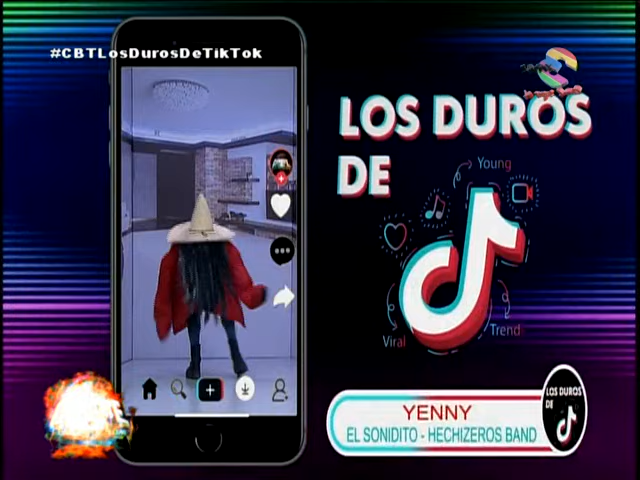 #CBTLosDurosDeTikTok
LOS DUROS
DE
Young
Viral
Trend
LOS DUROS
DE
YENNY
EL SONIDITO - HECHIZEROS BAND